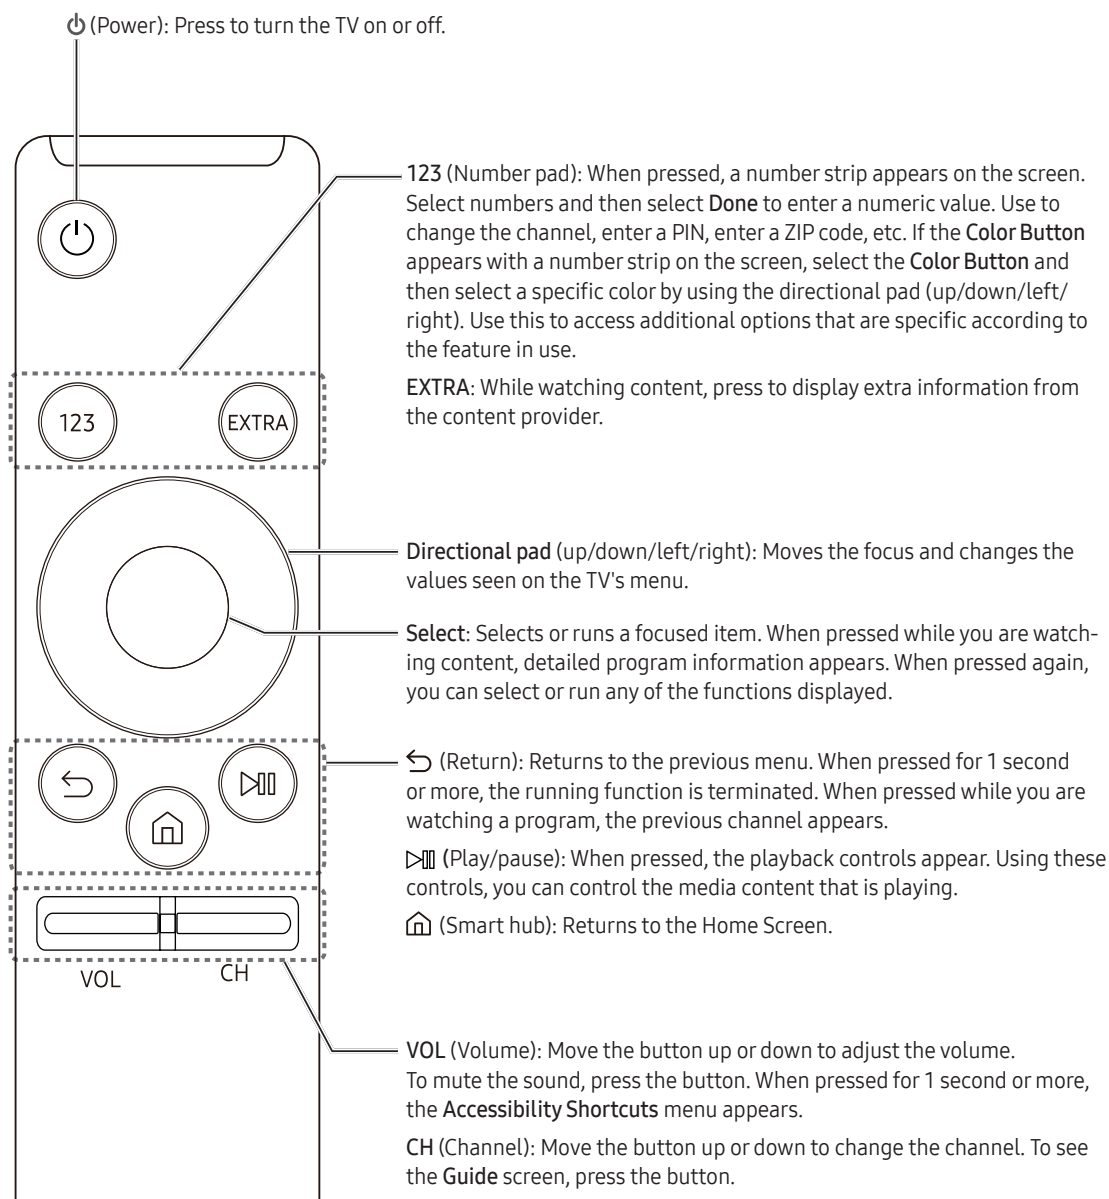 ⏻ (Power): Press to turn the TV on or off.
123 (Number pad): When pressed, a number strip appears on the screen.
Select numbers and then select Done to enter a numeric value. Use to
change the channel, enter a PIN, enter a ZIP code, etc. If the Color Button
appears with a number strip on the screen, select the Color Button and
then select a specific color by using the directional pad (up/down/left/
right). Use this to access additional options that are specific according to
the feature in use.
123
EXTRA
EXTRA: While watching content, press to display extra information from
the content provider.
Directional pad (up/down/left/right): Moves the focus and changes the
values seen on the TV's menu.
Select: Selects or runs a focused item. When pressed while you are watch-
ing content, detailed program information appears. When pressed again,
you can select or run any of the functions displayed.
(Return): Returns to the previous menu. When pressed for 1 second
or more, the running function is terminated. When pressed while you are
watching a program, the previous channel appears.
(Play/pause): When pressed, the playback controls appear. Using these
controls, you can control the media content that is playing.
(Smart hub): Returns to the Home Screen.
VOL
CH
VOL (Volume): Move the button up or down to adjust the volume.
To mute the sound, press the button. When pressed for 1 second or more,
the Accessibility Shortcuts menu appears.
CH (Channel): Move the button up or down to change the channel. To see
the Guide screen, press the button.